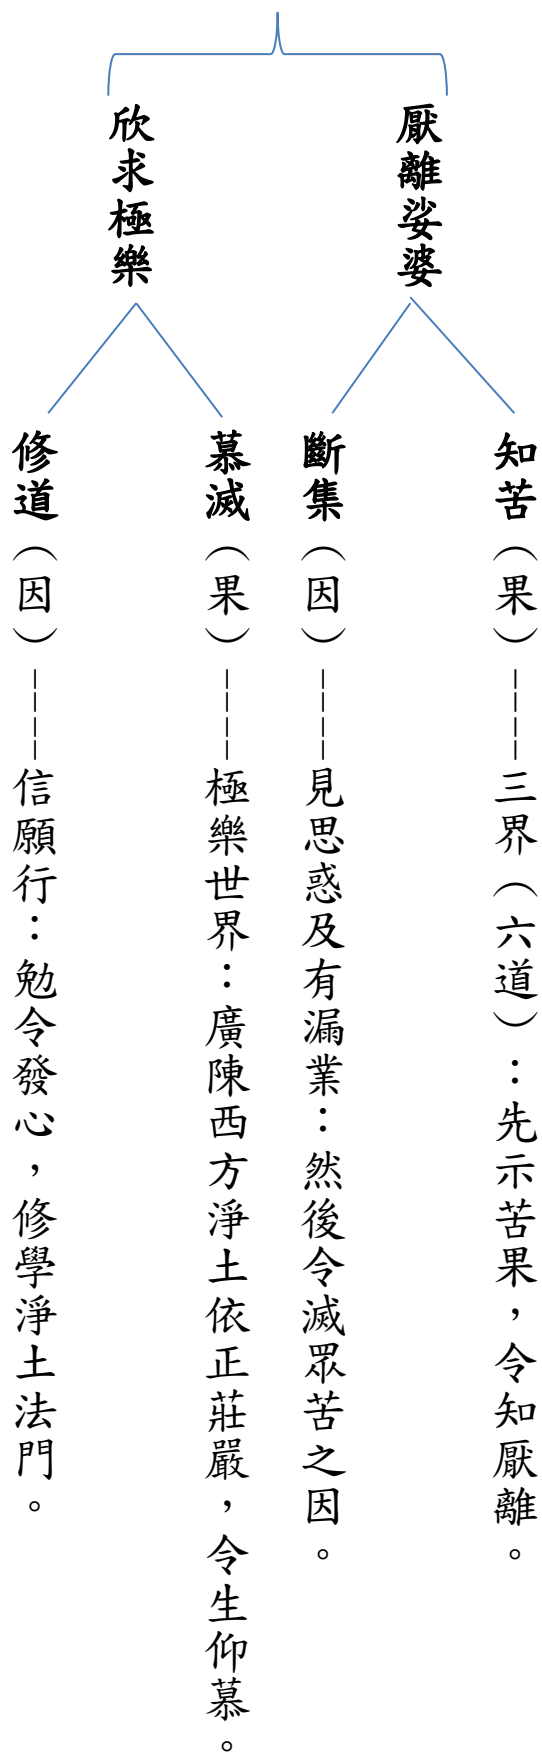 厭離娑婆
欣求極樂
知苦（果）----三界（六道）：先示苦果，令知厭離。
斷集（因）----見思惑及有漏業：然後令滅眾苦之因。
慕滅（果）----極樂世界：廣陳西方淨土依正莊嚴，令生仰慕。
修道（因）----信願行：勉令發心，修學淨土法門。